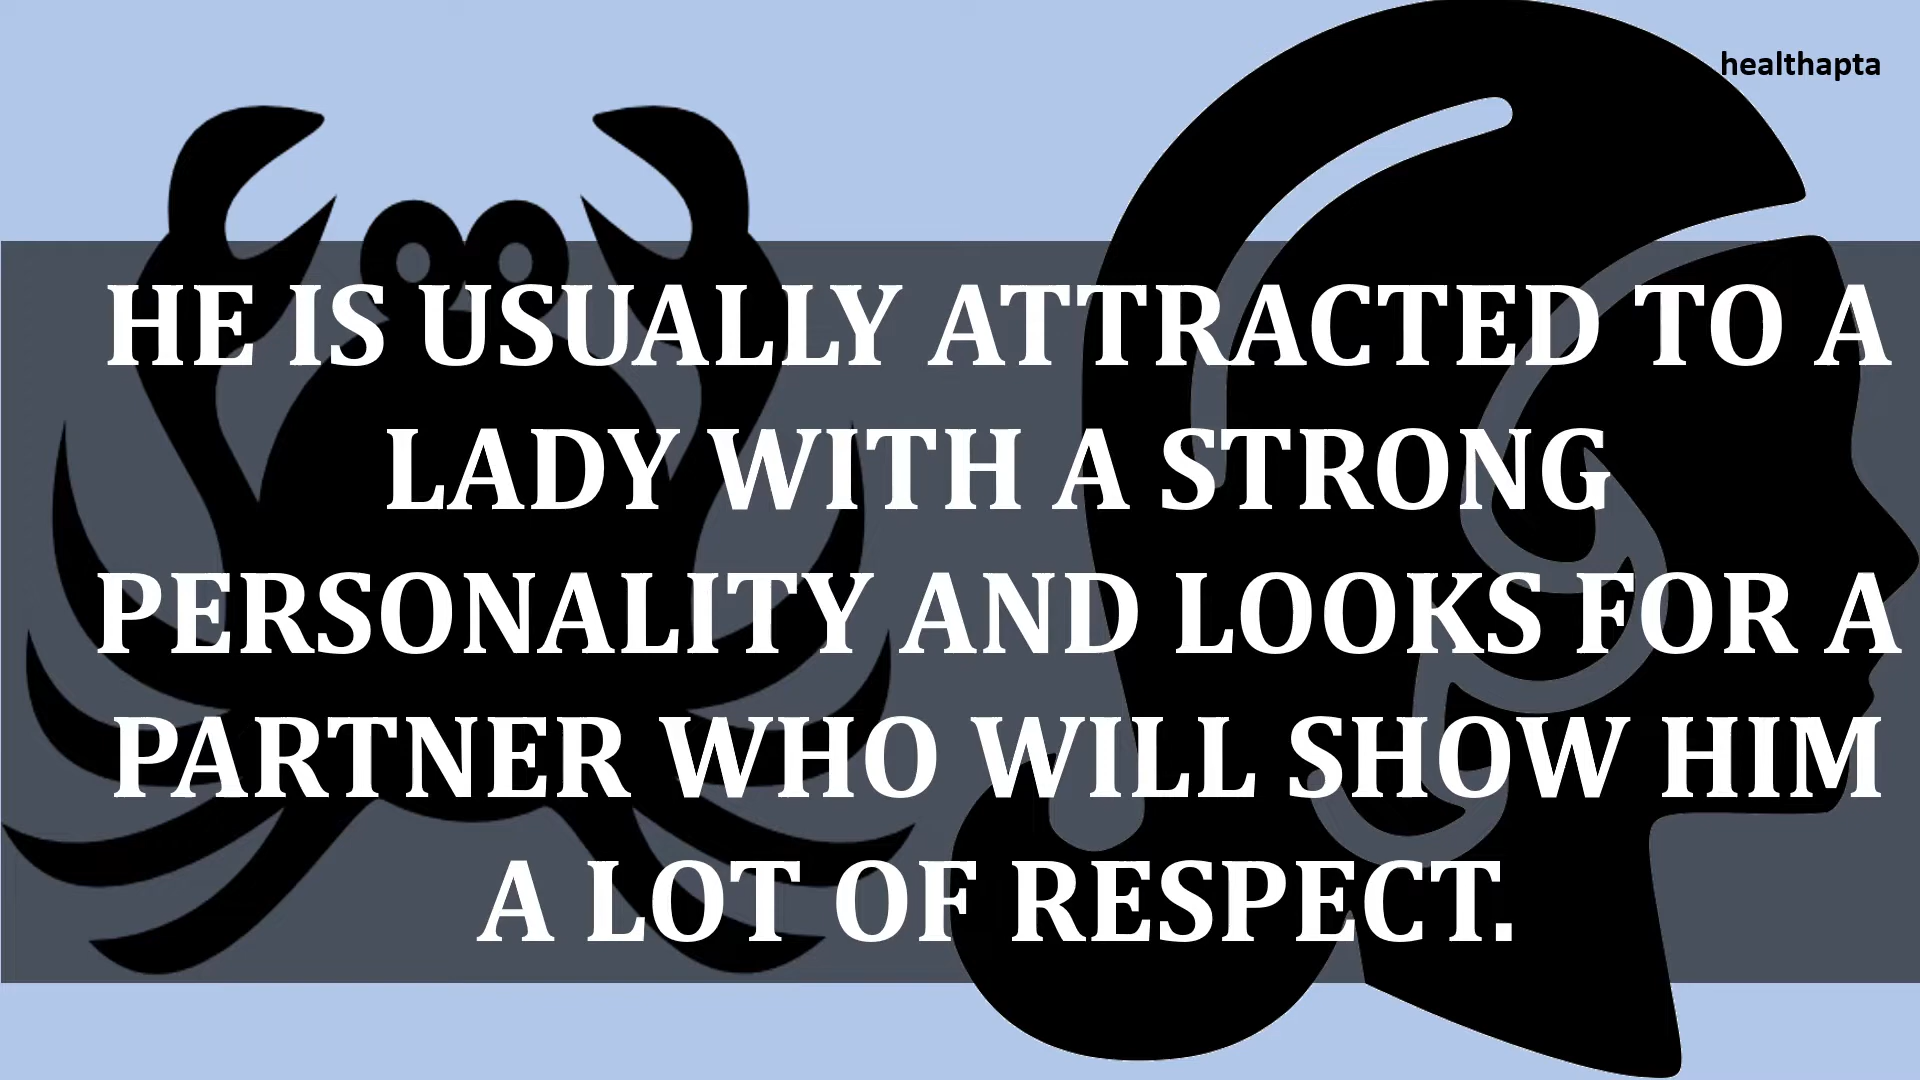 healthapta
HE IS USUALLY ATTRACTED TO A
LADY WITH A STRONG
PERSONALITY AND LOOKS FOR A
PARTNER WHO WILL SHOW HIM
A LOT OF RESPECT.